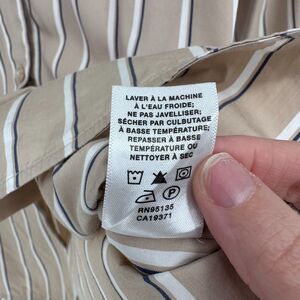 LAVER À LA MACHINE
À L'EAU FROIDE;
NE PAS JAVELLISER;
SÉCHER PAR CULBUTAGE
À BASSE TEMPÉRATURE;
REPASSER À BASSE
TEMPÉRATURE OU
NETTOYER À SEC
RN95135
CA19371